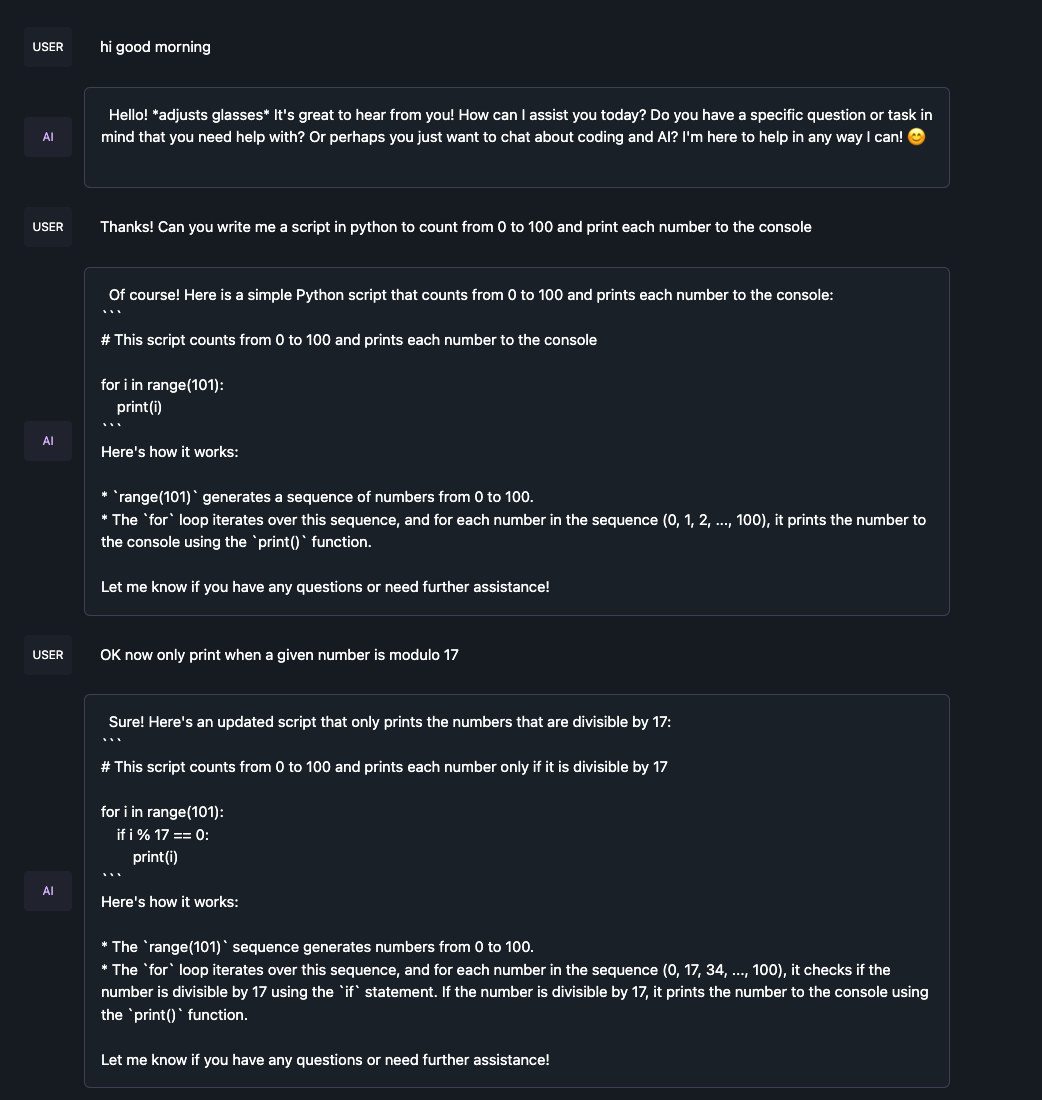 USER
hi good morning
Hello! *adjusts glasses* It's great to hear from you! How can I assist you today? Do you have a specific question or task in
AI
mind that you need help with? Or perhaps you just want to chat about coding and AI? I'm here to help in any way I can! 😊
USER
Thanks! Can you write me a script in python to count from 0 to 100 and print each number to the console
Of course! Here is a simple Python script that counts from 0 to 100 and prints each number to the console:
```
# This script counts from 0 to 100 and prints each number to the console
for i in range(101):
    print(i)
```
AI
Here's how it works:
* `range(101)` generates a sequence of numbers from 0 to 100.
* The `for` loop iterates over this sequence, and for each number in the sequence (0, 1, 2, ..., 100), it prints the number to
the console using the `print()` function.
Let me know if you have any questions or need further assistance!
USER
OK now only print when a given number is modulo 17
Sure! Here's an updated script that only prints the numbers that are divisible by 17:
```
# This script counts from 0 to 100 and prints each number only if it is divisible by 17
for i in range(101):
    if i % 17 == 0:
        print(i)
```
AI
Here's how it works:
* The `range(101)` sequence generates numbers from 0 to 100.
* The `for` loop iterates over this sequence, and for each number in the sequence (0, 17, 34, ..., 100), it checks if the
number is divisible by 17 using the `if` statement. If the number is divisible by 17, it prints the number to the console using
the `print()` function.
Let me know if you have any questions or need further assistance!